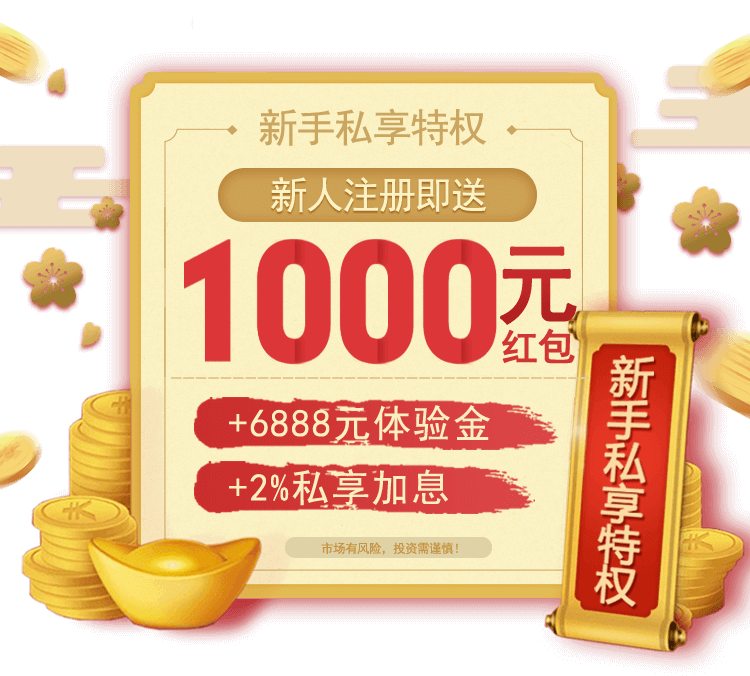 新手私享特权
新人注册即送
1000元
红包
+6888元体验金
+2%私享加息
市场有风险，投资需谨慎！
新手私享特权